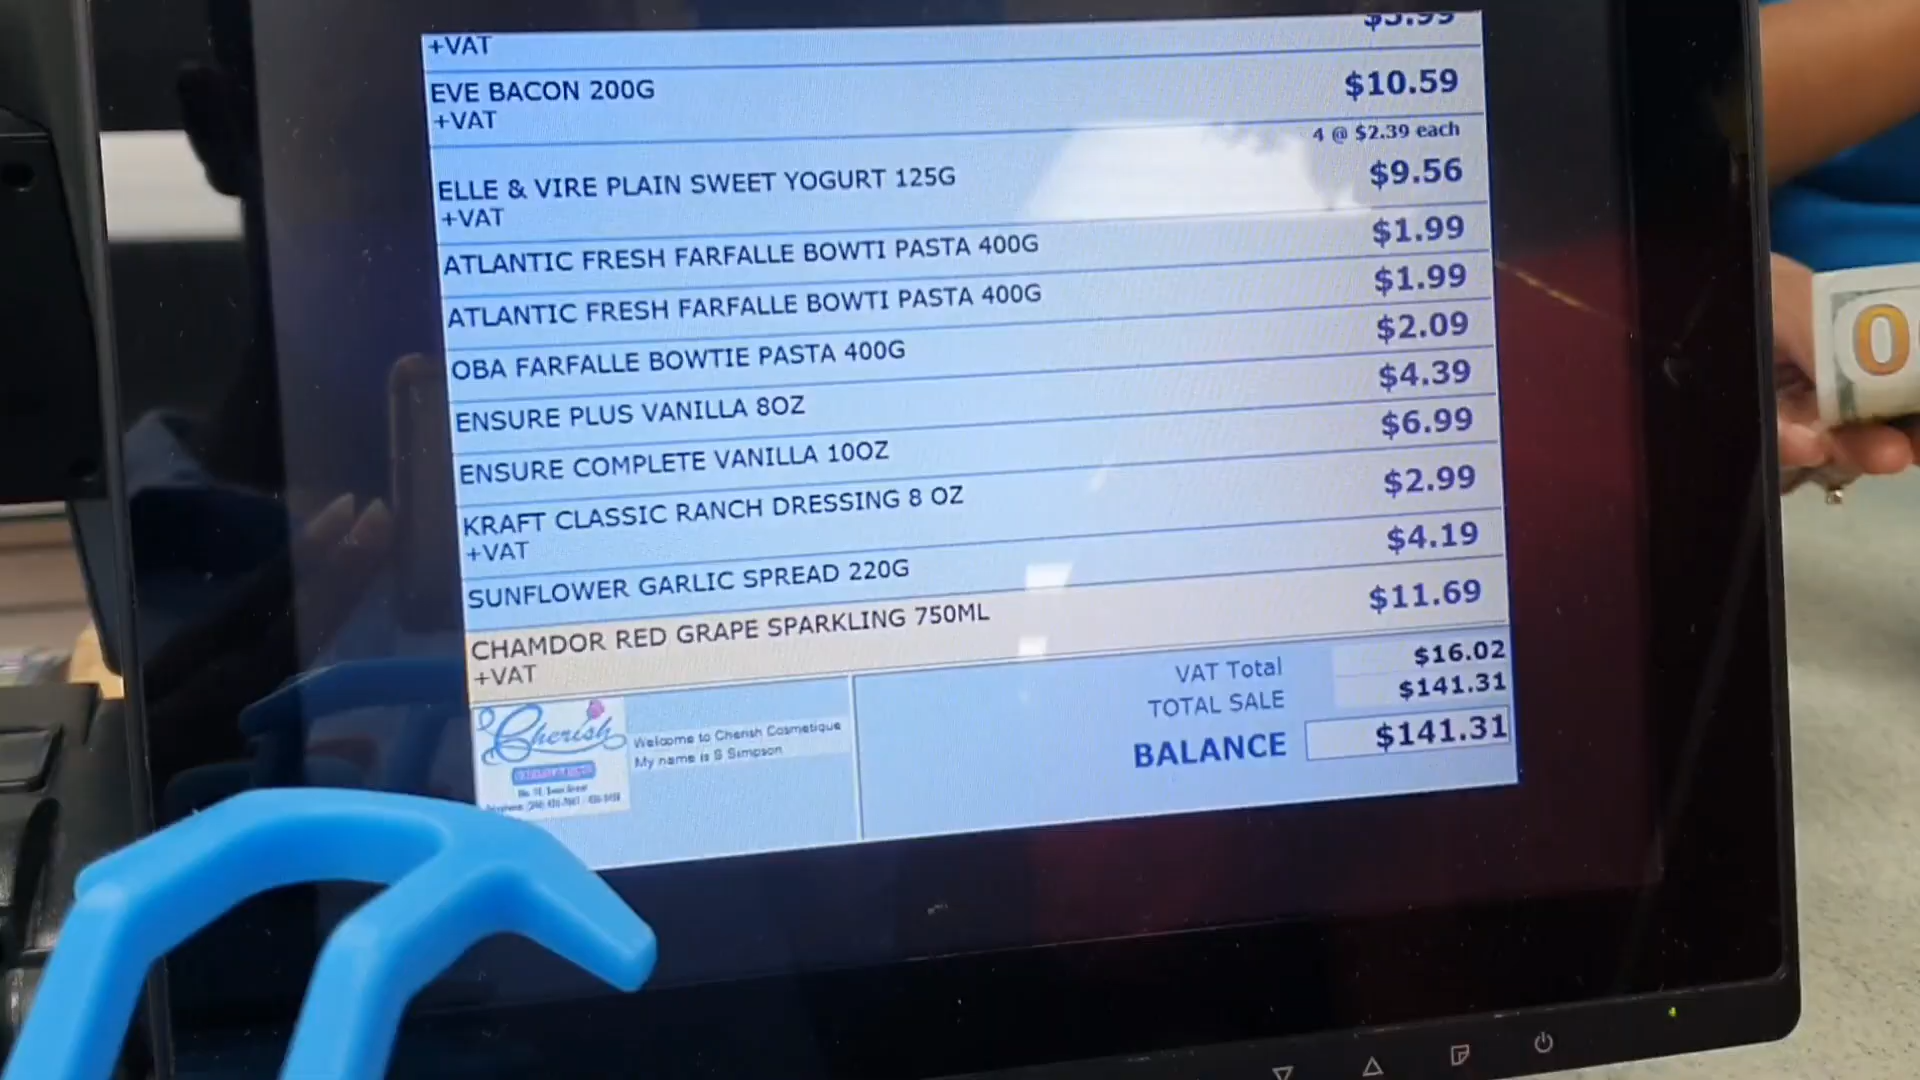 +VAT
EVE BACON 200G $10.59
+VAT
4 @ $2.39 each
ELLE & VIRE PLAIN SWEET YOGURT 125G $9.56
+VAT
ATLANTIC FRESH FARFALLE BOWTI PASTA 400G $1.99
ATLANTIC FRESH FARFALLE BOWTI PASTA 400G $1.99
OBA FARFALLE BOWTIE PASTA 400G $2.09
ENSURE PLUS VANILLA 8OZ $4.39
ENSURE COMPLETE VANILLA 10OZ $6.99
KRAFT CLASSIC RANCH DRESSING 8 OZ $2.99
+VAT
SUNFLOWER GARLIC SPREAD 220G $4.19
CHAMDOR RED GRAPE SPARKLING 750ML $11.69
+VAT
VAT Total $16.02
TOTAL SALE $141.31
BALANCE $141.31
Cherish
Welcome to Cherish Cosmetique
My name is S Simpson
0